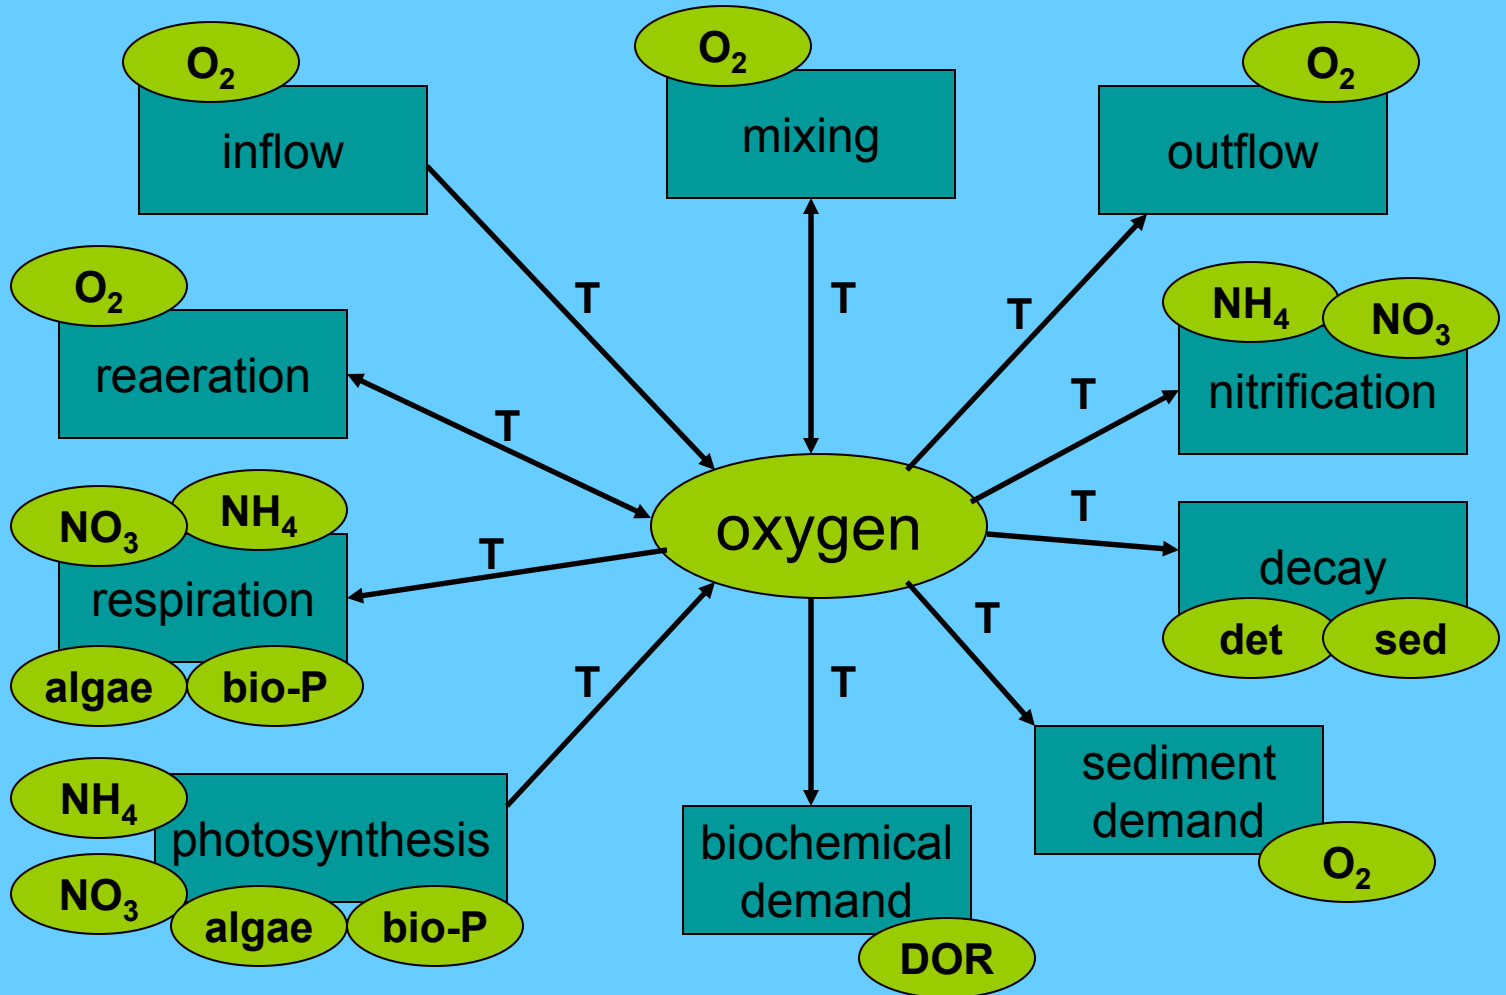 O₂
inflow
T
O₂
mixing
T
O₂
outflow
T
O₂
reaeration
T
NH₄
NO₃
nitrification
T
NO₃
NH₄
respiration
algae
bio-P
T
oxygen
T
decay
det
sed
T
sediment
demand
O₂
T
NH₄
NO₃
photosynthesis
algae
bio-P
T
biochemical
demand
DOR